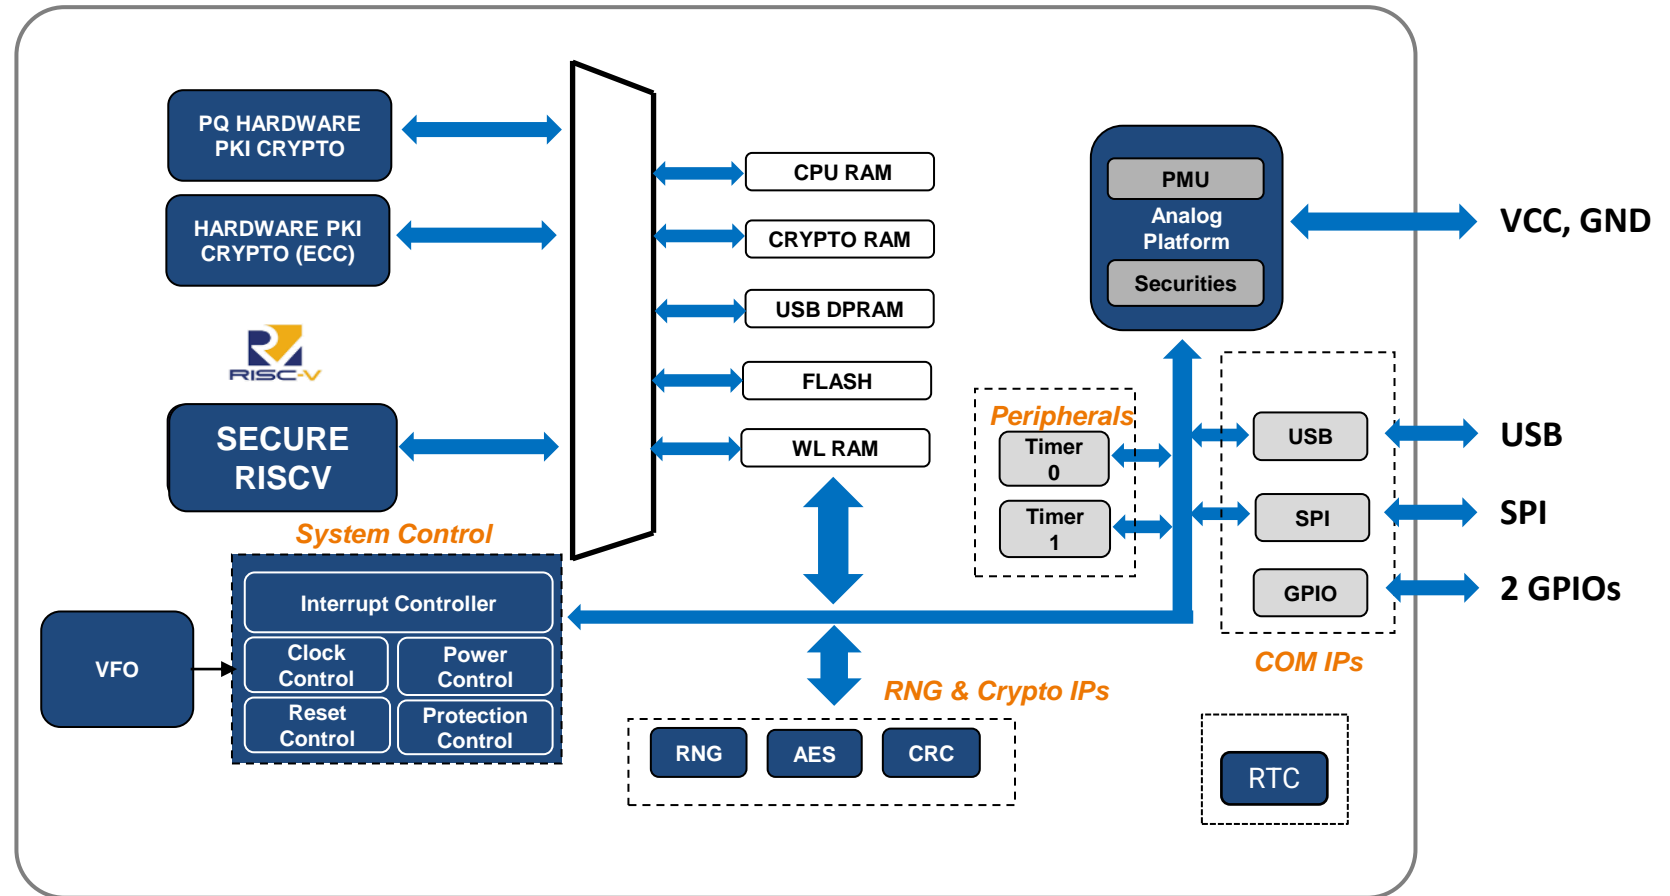 PQ HARDWARE
PKI CRYPTO
HARDWARE PKI
CRYPTO (ECC)
RISC-V
SECURE
RISCV
System Control
Interrupt Controller
Clock
Control
Power
Control
Reset
Control
Protection
Control
VFO
CPU RAM
CRYPTO RAM
USB DPRAM
FLASH
WL RAM
RNG & Crypto IPs
RNG
AES
CRC
PMU
Analog
Platform
Securities
Peripherals
Timer
0
Timer
1
USB
SPI
GPIO
COM IPs
RTC
VCC, GND
USB
SPI
2 GPIOs